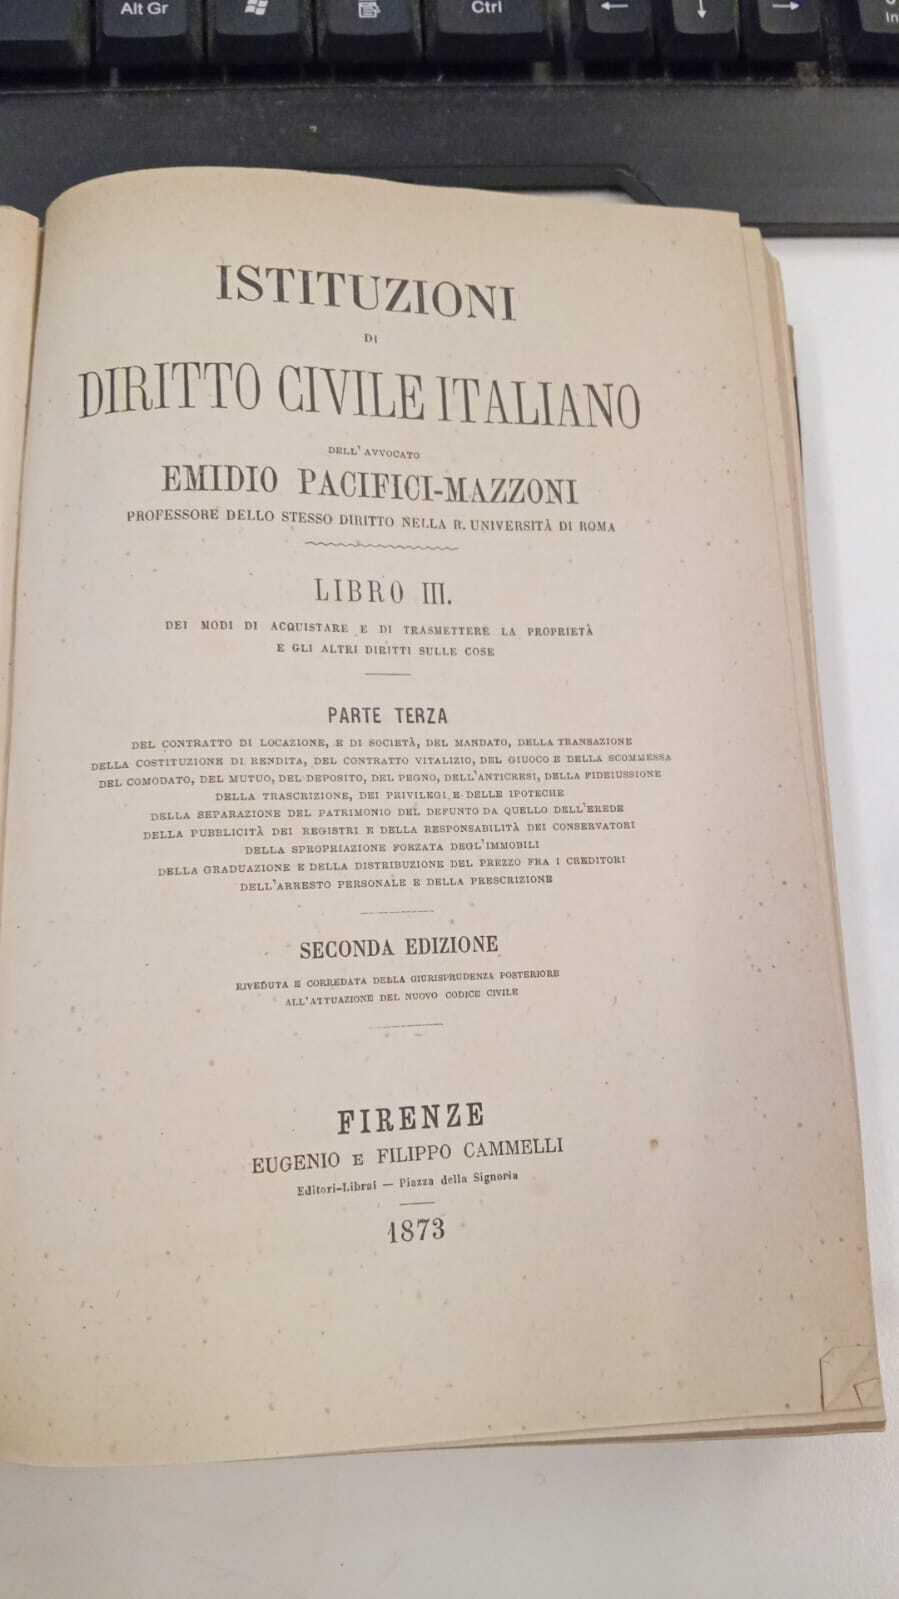 Alt Gr
Ctrl
←
↓
→
In
ISTITUZIONI
DI
DIRITTO CIVILE ITALIANO
DELL'AVVOCATO
EMIDIO PACIFICI-MAZZONI
PROFESSORE DELLO STESSO DIRITTO NELLA R. UNIVERSITÀ DI ROMA
LIBRO III.
DEI MODI DI ACQUISTARE E DI TRASMETTERE LA PROPRIETÀ
E GLI ALTRI DIRITTI SULLE COSE
PARTE TERZA
DEL CONTRATTO DI LOCAZIONE, E DI SOCIETÀ, DEL MANDATO, DELLA TRANSAZIONE
DELLA COSTITUZIONE DI RENDITA, DEL CONTRATTO VITALIZIO, DEL GIUOCO E DELLA SCOMMESSA
DEL COMODATO, DEL MUTUO, DEL DEPOSITO, DEL PEGNO, DELL'ANTICRESI, DELLA FIDEIUSSIONE
DELLA TRASCRIZIONE, DEI PRIVILEGI E DELLE IPOTECHE
DELLA SEPARAZIONE DEL PATRIMONIO DEL DEFUNTO DA QUELLO DELL'EREDE
DELLA PUBBLICITÀ DEI REGISTRI E DELLA RESPONSABILITÀ DEI CONSERVATORI
DELLA SPROPRIAZIONE FORZATA DEGL'IMMOBILI
DELLA GRADUAZIONE E DELLA DISTRIBUZIONE DEL PREZZO FRA I CREDITORI
DELL'ARRESTO PERSONALE E DELLA PRESCRIZIONE
SECONDA EDIZIONE
RIVEDUTA E CORREDATA DELLA GIURISPRUDENZA POSTERIORE
ALL'ATTUAZIONE DEL NUOVO CODICE CIVILE
FIRENZE
EUGENIO E FILIPPO CAMMELLI
Editori-Librai — Piazza della Signoria
1873